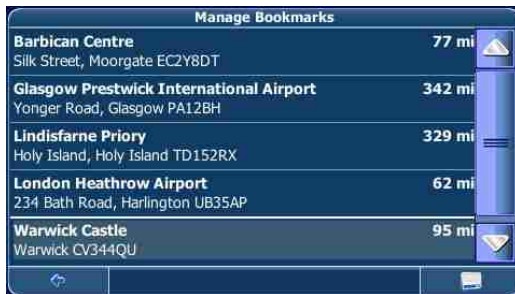 Manage Bookmarks
Barbican Centre 77 mi
Silk Street, Moorgate EC2Y8DT
Glasgow Prestwick International Airport 342 mi
Yonger Road, Glasgow PA12BH
Lindisfarne Priory 329 mi
Holy Island, Holy Island TD152RX
London Heathrow Airport 62 mi
234 Bath Road, Harlington UB35AP
Warwick Castle 95 mi
Warwick CV344QU